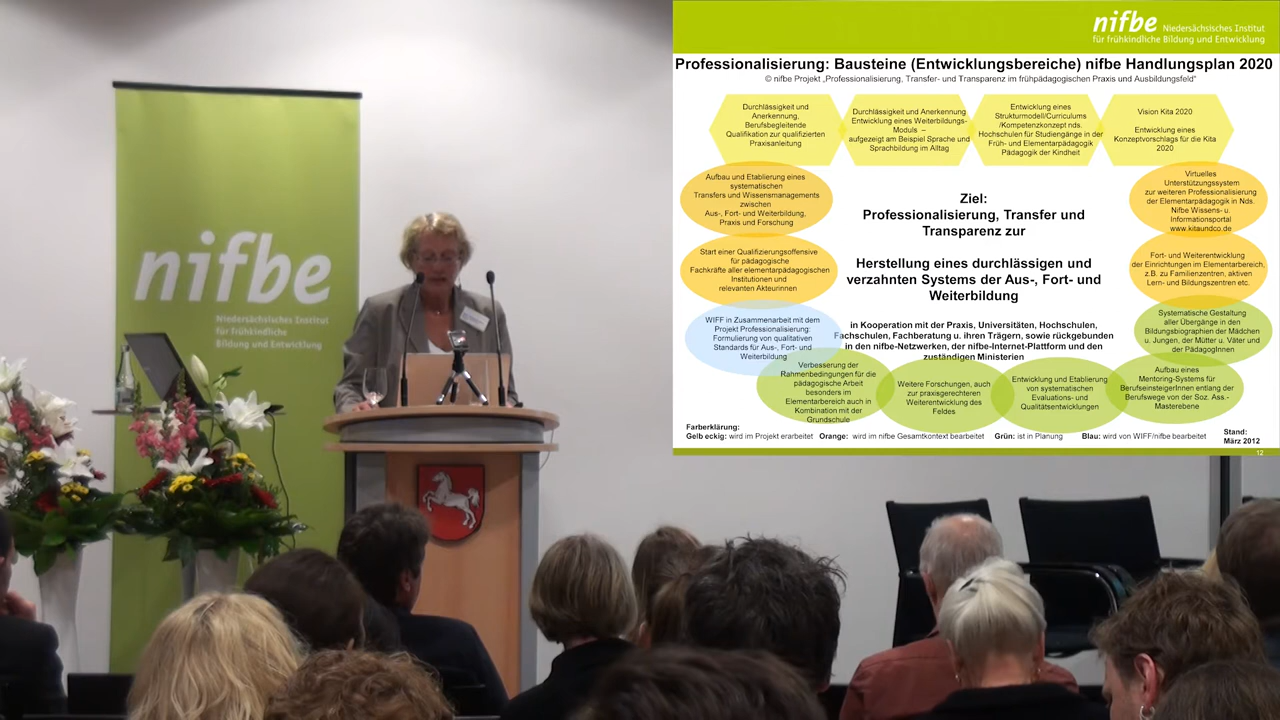 nifbe
Niedersächsisches Institut
für frühkindliche
Bildung und Entwicklung
nifbe Niedersächsisches Institut
für frühkindliche Bildung und Entwicklung
Professionalisierung: Bausteine (Entwicklungsbereiche) nifbe Handlungsplan 2020
© nifbe Projekt „Professionalisierung, Transfer- und Transparenz im frühpädagogischen Praxis und Ausbildungsfeld"
Durchlässigkeit und
Anerkennung,
Berufsbegleitende
Qualifikation zur qualifizierten
Praxisanleitung
Durchlässigkeit und Anerkennung
Entwicklung eines Weiterbildungs-
Moduls –
aufgezeigt am Beispiel Sprache und
Sprachbildung im Alltag
Entwicklung eines
Strukturmodell/Curriculums
/Kompetenzkonzept nds.
Hochschulen für Studiengänge in der
Früh- und Elementarpädagogik
Pädagogik der Kindheit
Vision Kita 2020
Entwicklung eines
Konzeptvorschlags für die Kita
2020
Aufbau und Etablierung eines
systematischen
Transfers und Wissensmanagements
zwischen
Aus-, Fort- und Weiterbildung,
Praxis und Forschung
Ziel:
Professionalisierung, Transfer und
Transparenz zur
Herstellung eines durchlässigen und
verzahnten Systems der Aus-, Fort- und
Weiterbildung
in Kooperation mit der Praxis, Universitäten, Hochschulen,
Fachschulen, Fachberatung u. ihren Trägern, sowie rückgebunden
in den nifbe-Netzwerken, der nifbe-Internet-Plattform und den
zuständigen Ministerien
Virtuelles
Unterstützungssystem
zur weiteren Professionalisierung
der Elementarpädagogik in Nds.
Nifbe Wissens- u.
Informationsportal
www.kitaundco.de
Start einer Qualifizierungsoffensive
für pädagogische
Fachkräfte aller elementarpädagogischen
Institutionen und
relevanten Akteurinnen
Fort- und Weiterentwicklung
der Einrichtungen im Elementarbereich,
z.B. zu Familienzentren, aktiven
Lern- und Bildungszentren etc.
WIFF in Zusammenarbeit mit dem
Projekt Professionalisierung:
Formulierung von qualitativen
Standards für Aus-, Fort- und
Weiterbildung
Systematische Gestaltung
aller Übergänge in den
Bildungsbiographien der Mädchen
u. Jungen, der Mütter u. Väter und
der PädagogInnen
Verbesserung der
Rahmenbedingungen für die
pädagogische Arbeit
besonders im
Elementarbereich auch in
Kombination mit der
Grundschule
Weitere Forschungen, auch
zur praxisgerechteren
Weiterentwicklung des
Feldes
Entwicklung und Etablierung
von systematischen
Evaluations- und
Qualitätsentwicklungen
Aufbau eines
Mentoring-Systems für
BerufseinsteigerInnen entlang der
Berufswege von der Soz. Ass.-
Masterebene
Farberklärung:
Gelb eckig: wird im Projekt erarbeitet Orange: wird im nifbe Gesamtkontext bearbeitet Grün: ist in Planung Blau: wird von WIFF/nifbe bearbeitet
Stand:
März 2012
12